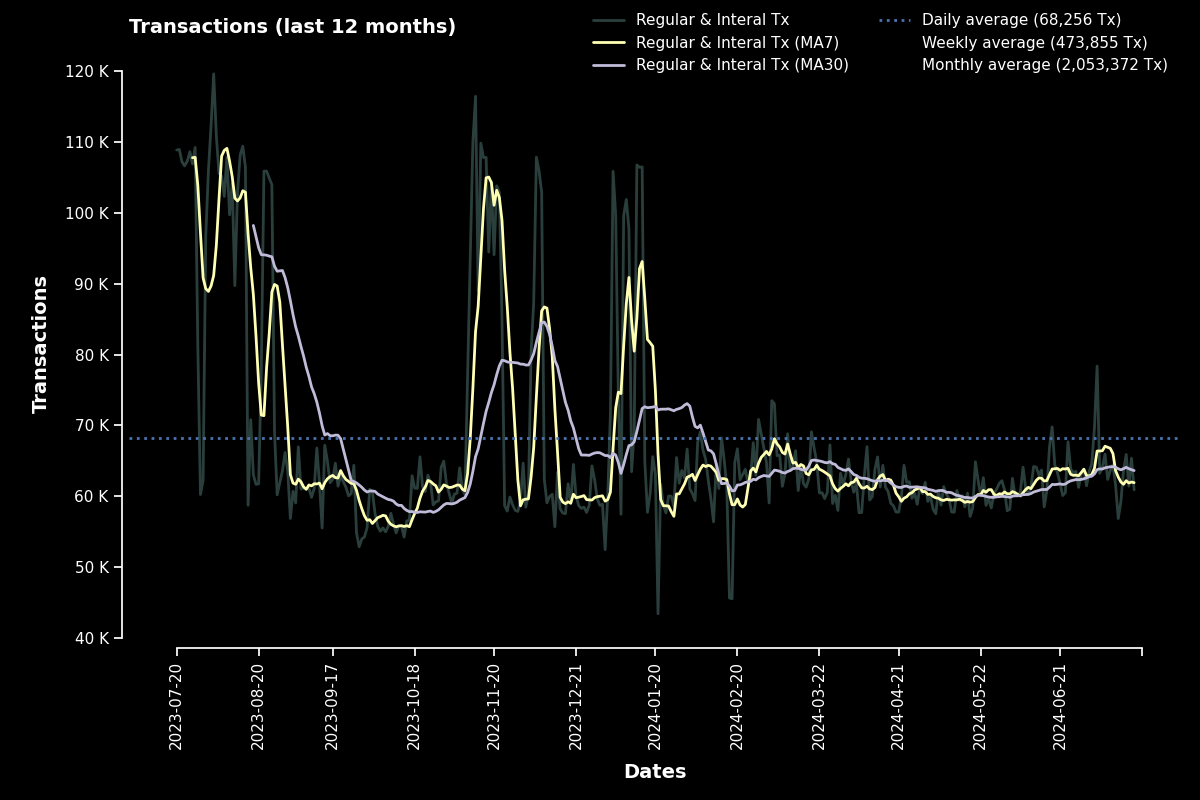 Transactions (last 12 months)
Regular & Interal Tx
Regular & Interal Tx (MA7)
Regular & Interal Tx (MA30)
Daily average (68,256 Tx)
Weekly average (473,855 Tx)
Monthly average (2,053,372 Tx)
120 K
110 K
100 K
90 K
80 K
70 K
60 K
50 K
40 K
Transactions
2023-07-20
2023-08-20
2023-09-17
2023-10-18
2023-11-20
2023-12-21
2024-01-20
2024-02-20
2024-03-22
2024-04-21
2024-05-22
2024-06-21
Dates